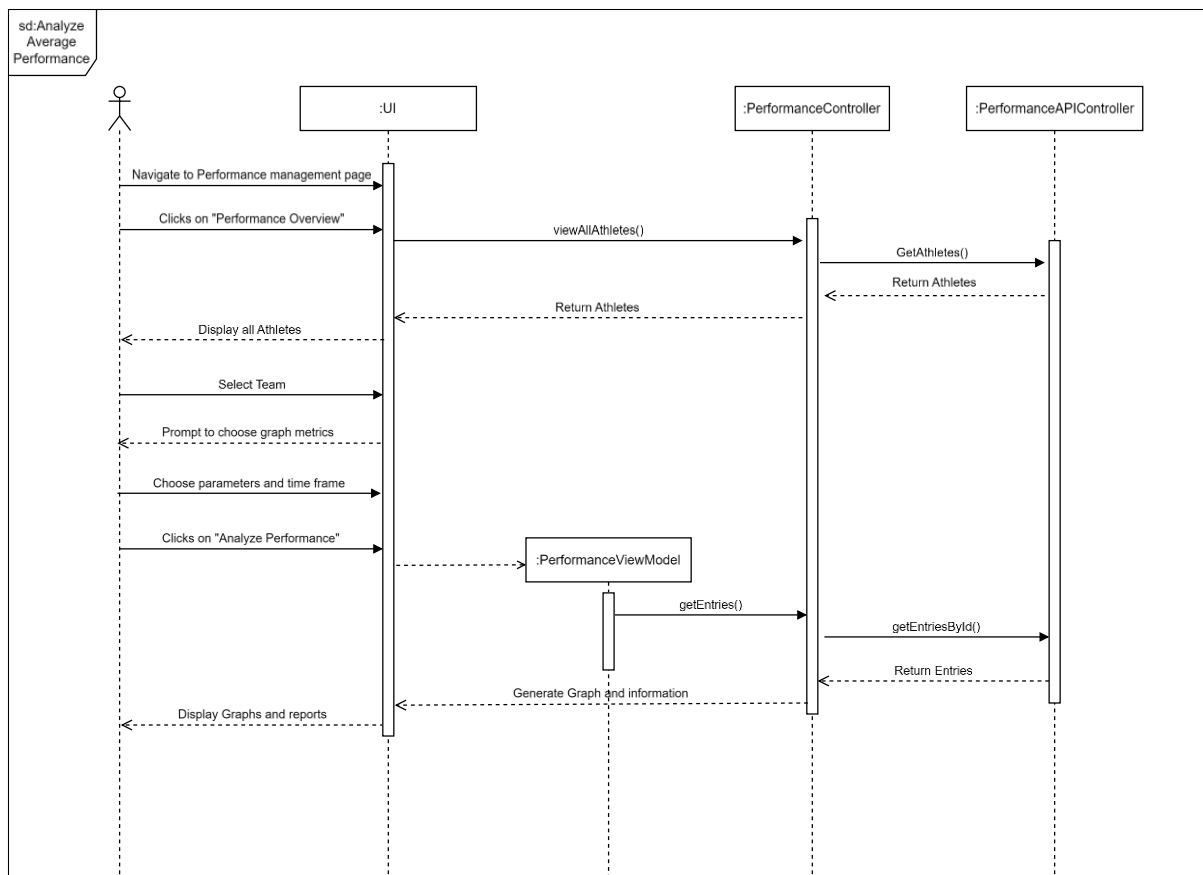 sd:Analyze
Average
Performance
:UI
:PerformanceController
:PerformanceAPIController
Navigate to Performance management page
Clicks on "Performance Overview"
viewAllAthletes()
GetAthletes()
Return Athletes
Return Athletes
Display all Athletes
Select Team
Prompt to choose graph metrics
Choose parameters and time frame
Clicks on "Analyze Performance"
:PerformanceViewModel
getEntries()
getEntriesById()
Return Entries
Generate Graph and information
Display Graphs and reports